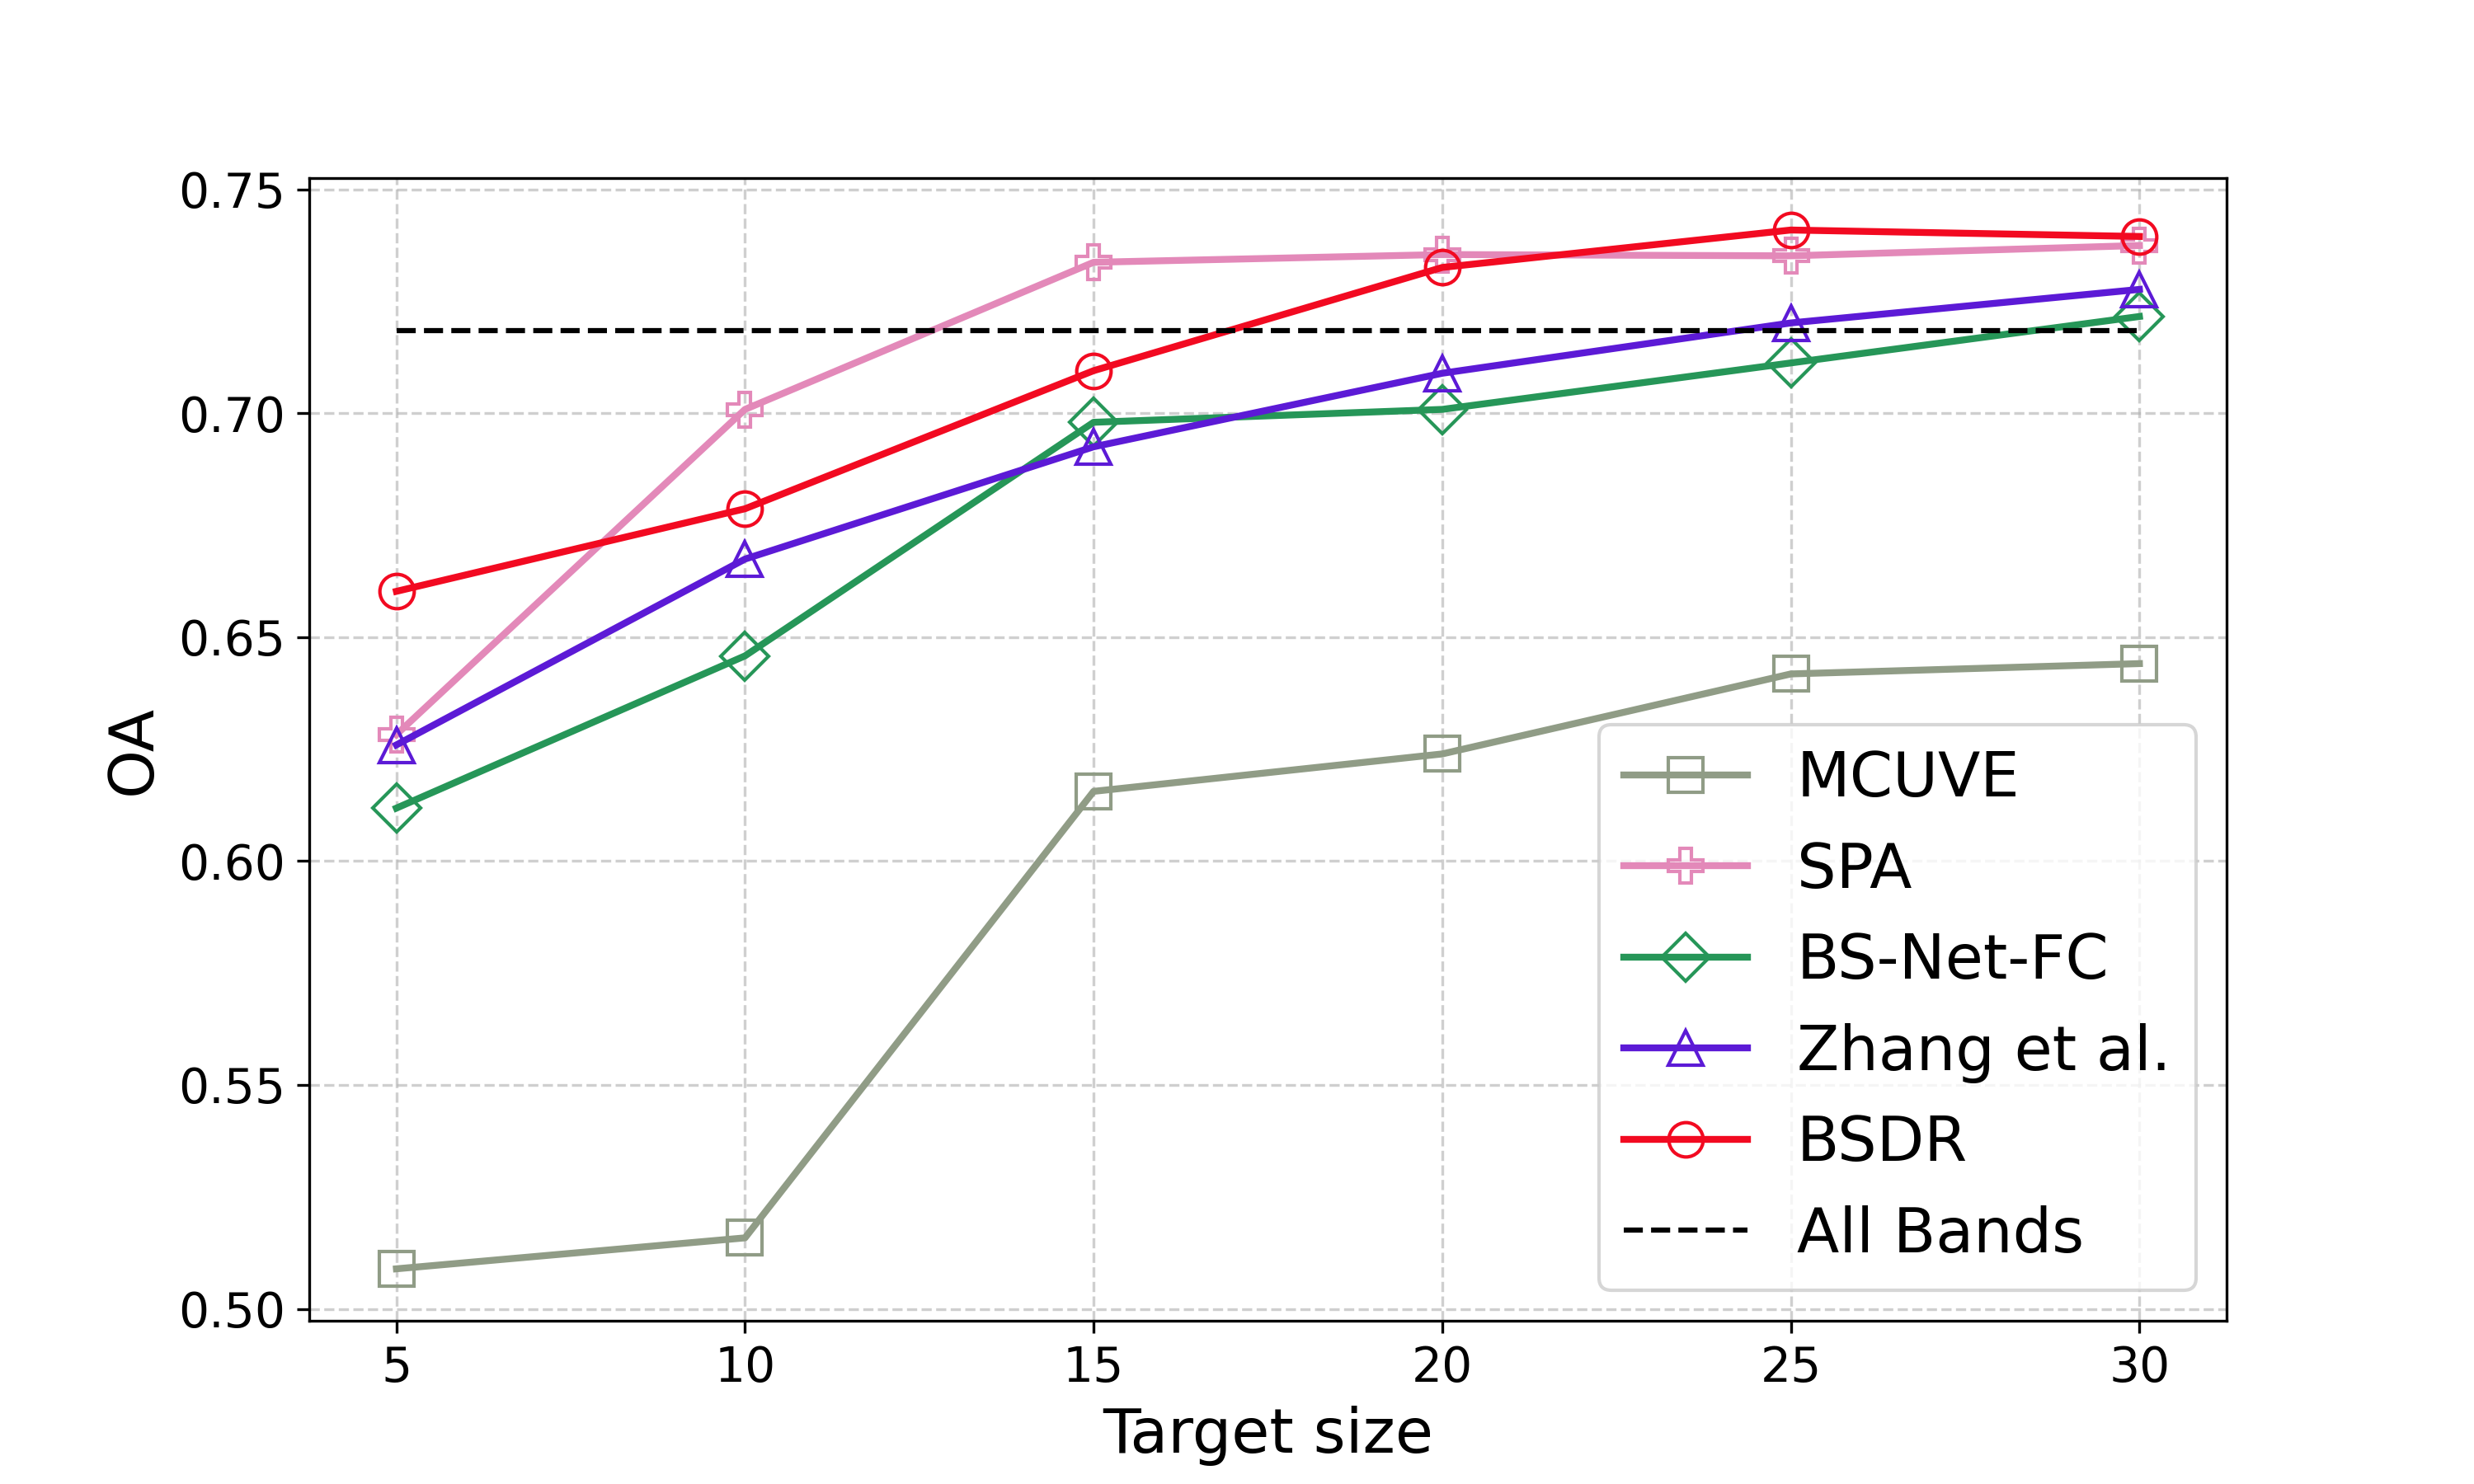 0.75
0.70
0.65
0.60
0.55
0.50
OA
5 10 15 20 25 30
Target size
MCUVE
SPA
BS-Net-FC
Zhang et al.
BSDR
All Bands